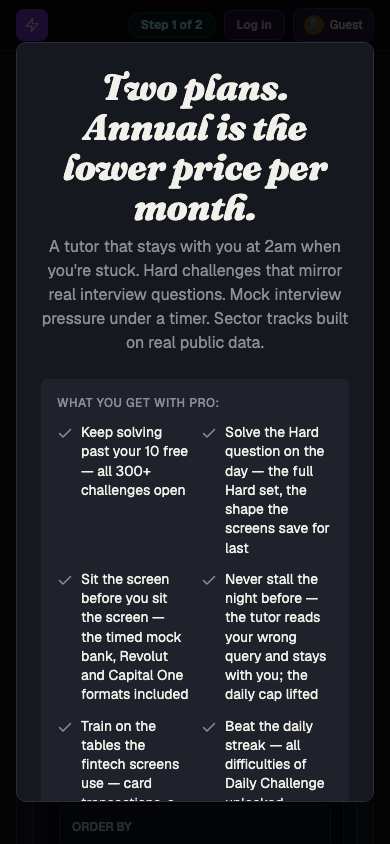 Step 1 of 2
Log in
Guest
Two plans.
Annual is the
lower price per
month.
A tutor that stays with you at 2am when
you're stuck. Hard challenges that mirror
real interview questions. Mock interview
pressure under a timer. Sector tracks built
on real public data.
WHAT YOU GET WITH PRO:
Keep solving
past your 10 free
— all 300+
challenges open
Solve the Hard
question on the
day — the full
Hard set, the
shape the
screens save for
last
Sit the screen
before you sit
the screen —
the timed mock
bank, Revolut
and Capital One
formats included
Never stall the
night before —
the tutor reads
your wrong
query and stays
with you; the
daily cap lifted
Train on the
tables the
fintech screens
use — card
Beat the daily
streak — all
difficulties of
Daily Challenge
ORDER BY